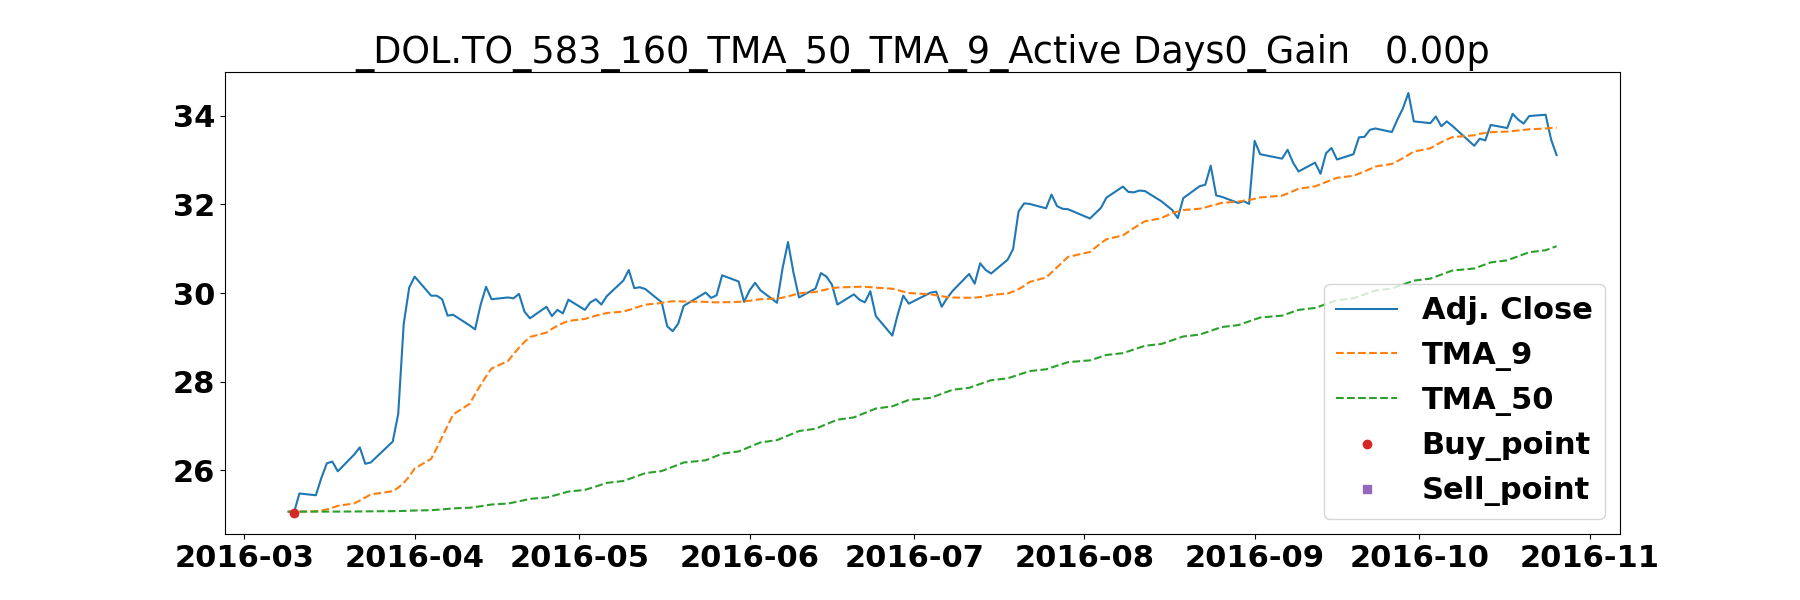 _DOL.TO_583_160_TMA_50_TMA_9_Active Days0_Gain   0.00p
34
32
30
28
26
Adj. Close
TMA_9
TMA_50
Buy_point
Sell_point
2016-03 2016-04 2016-05 2016-06 2016-07 2016-08 2016-09 2016-10 2016-11